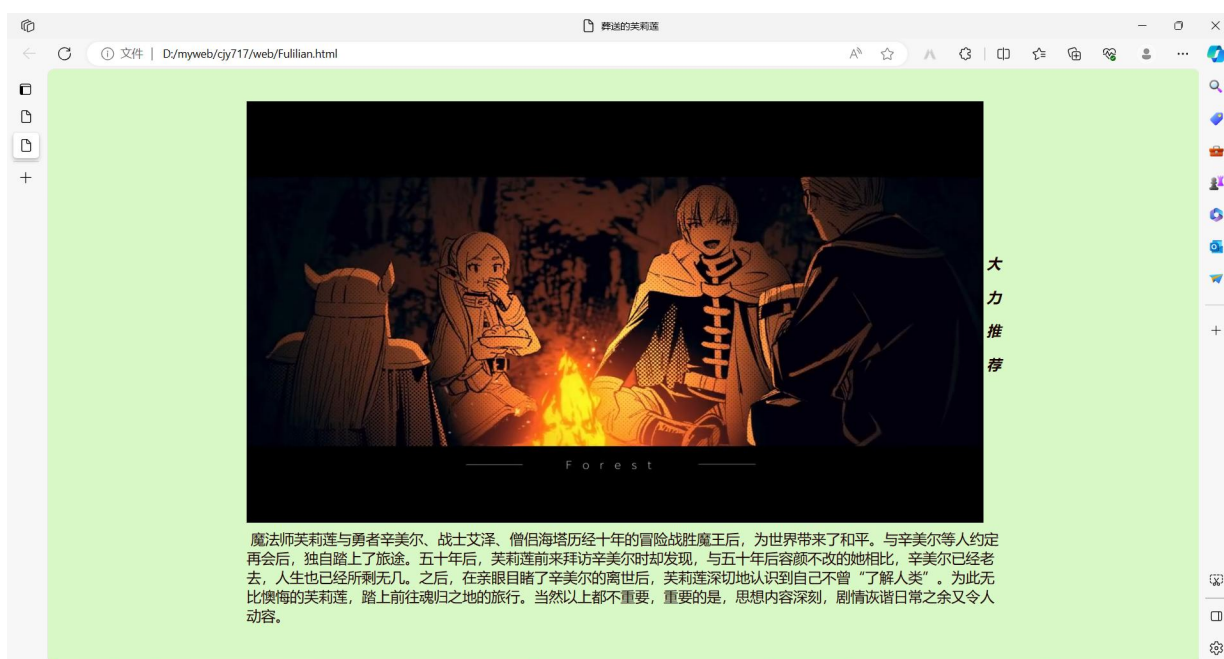 葬送的芙莉莲
文件 | D:/myweb/cjy717/web/Fulilian.html
大
力
推
荐
Forest
魔法师芙莉莲与勇者辛美尔、战士艾泽、僧侣海塔历经十年的冒险战胜魔王后，为世界带来了和平。与辛美尔等人约定
再会后，独自踏上了旅途。五十年后，芙莉莲前来拜访辛美尔时却发现，与五十年后容颜不改的她相比，辛美尔已经老
去，人生也已经所剩无几。之后，在亲眼目睹了辛美尔的离世后，芙莉莲深切地认识到自己不曾“了解人类”。为此无
比懊悔的芙莉莲，踏上前往魂归之地的旅行。当然以上都不重要，重要的是，思想内容深刻，剧情诙谐日常之余又令人
动容。